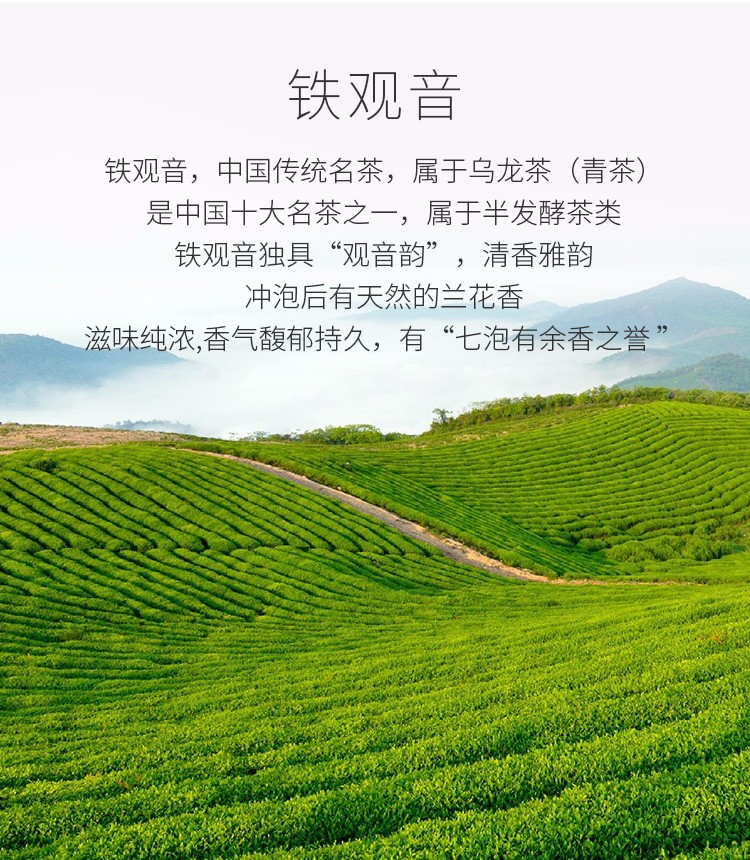 铁观音
铁观音，中国传统名茶，属于乌龙茶（青茶）
是中国十大名茶之一，属于半发酵茶类
铁观音独具“观音韵”，清香雅韵
冲泡后有天然的兰花香
滋味纯浓,香气馥郁持久，有“七泡有余香之誉 ”